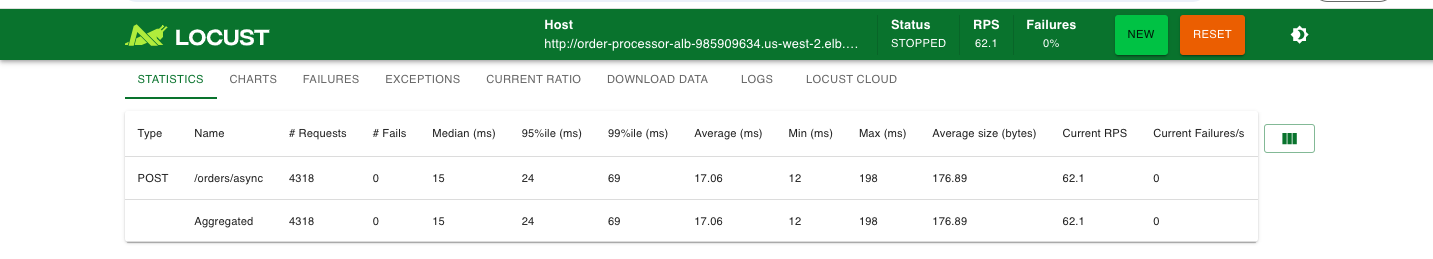 LOCUST
Host
http://order-processor-alb-985909634.us-west-2.elb....
Status
STOPPED
RPS
62.1
Failures
0%
NEW
RESET
STATISTICS CHARTS FAILURES EXCEPTIONS CURRENT RATIO DOWNLOAD DATA LOGS LOCUST CLOUD
Type Name # Requests # Fails Median (ms) 95%ile (ms) 99%ile (ms) Average (ms) Min (ms) Max (ms) Average size (bytes) Current RPS Current Failures/s
POST /orders/async 4318 0 15 24 69 17.06 12 198 176.89 62.1 0
Aggregated 4318 0 15 24 69 17.06 12 198 176.89 62.1 0